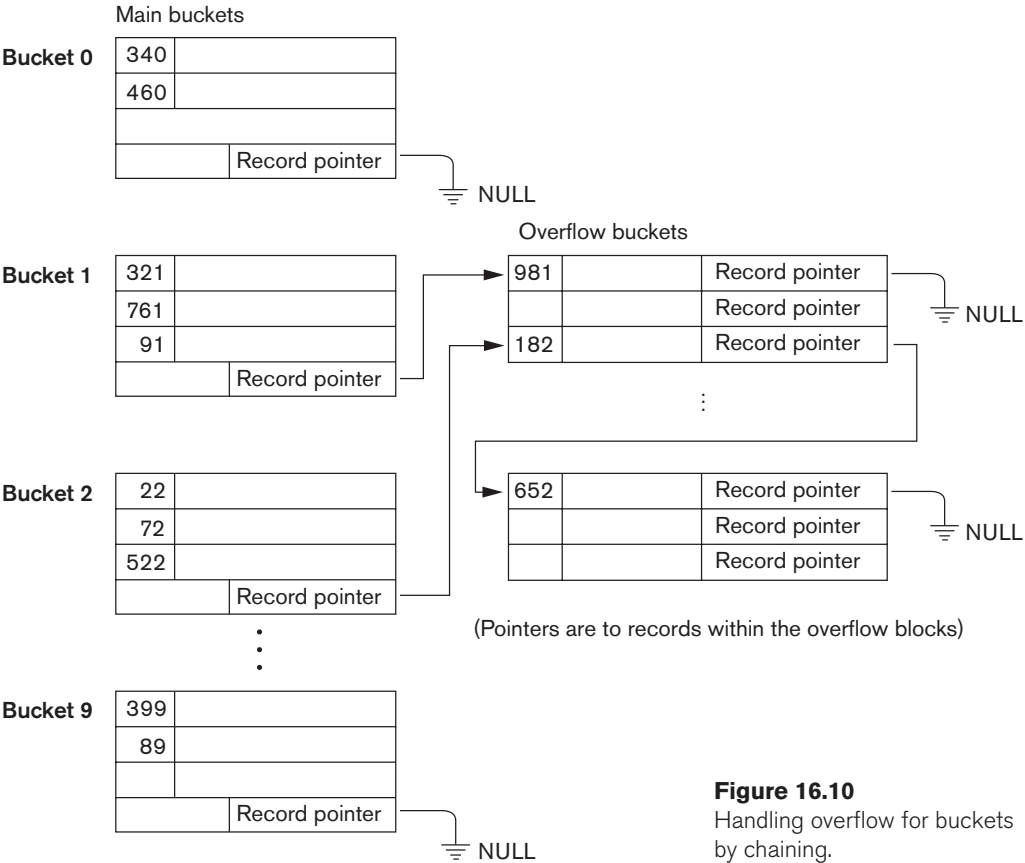 Main buckets
Bucket 0
340
460
Record pointer
NULL
Overflow buckets
Bucket 1
321
761
91
Record pointer
981 Record pointer
Record pointer
182 Record pointer
NULL
Bucket 2
22
72
522
Record pointer
652 Record pointer
Record pointer
Record pointer
NULL
(Pointers are to records within the overflow blocks)
Bucket 9
399
89
Record pointer
NULL
Figure 16.10
Handling overflow for buckets
by chaining.